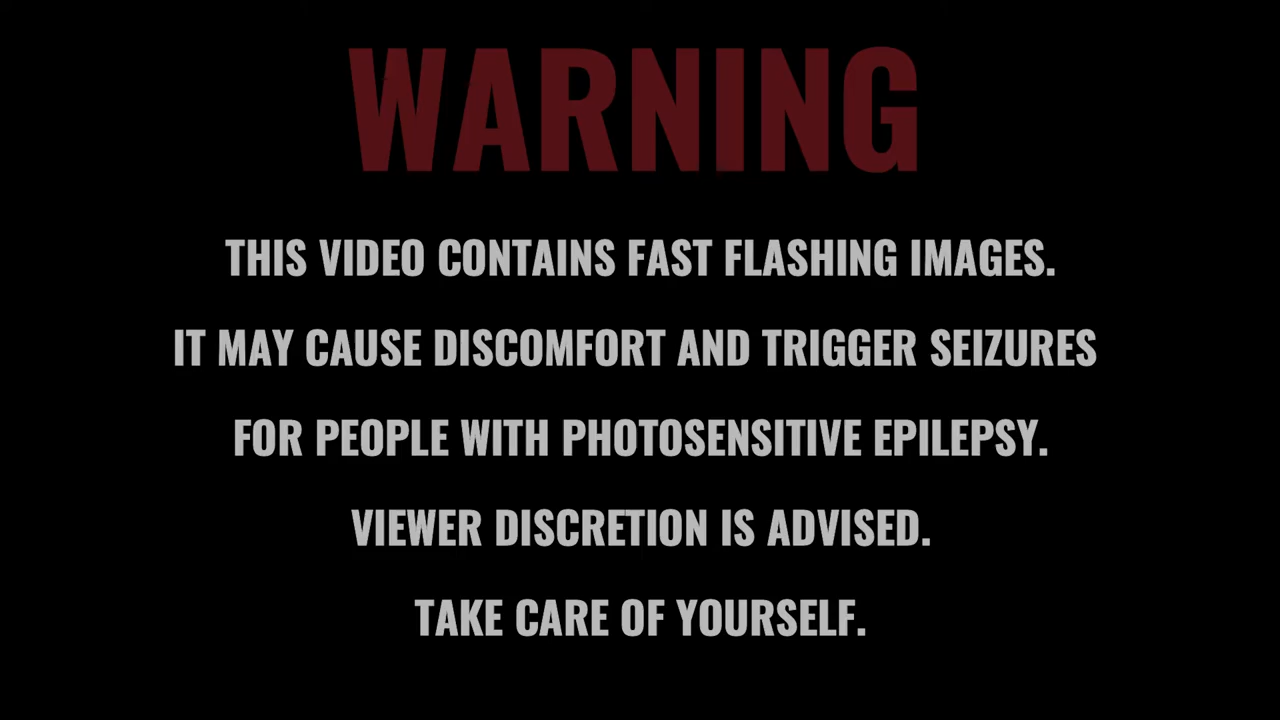 WARNING
THIS VIDEO CONTAINS FAST FLASHING IMAGES.
IT MAY CAUSE DISCOMFORT AND TRIGGER SEIZURES
FOR PEOPLE WITH PHOTOSENSITIVE EPILEPSY.
VIEWER DISCRETION IS ADVISED.
TAKE CARE OF YOURSELF.